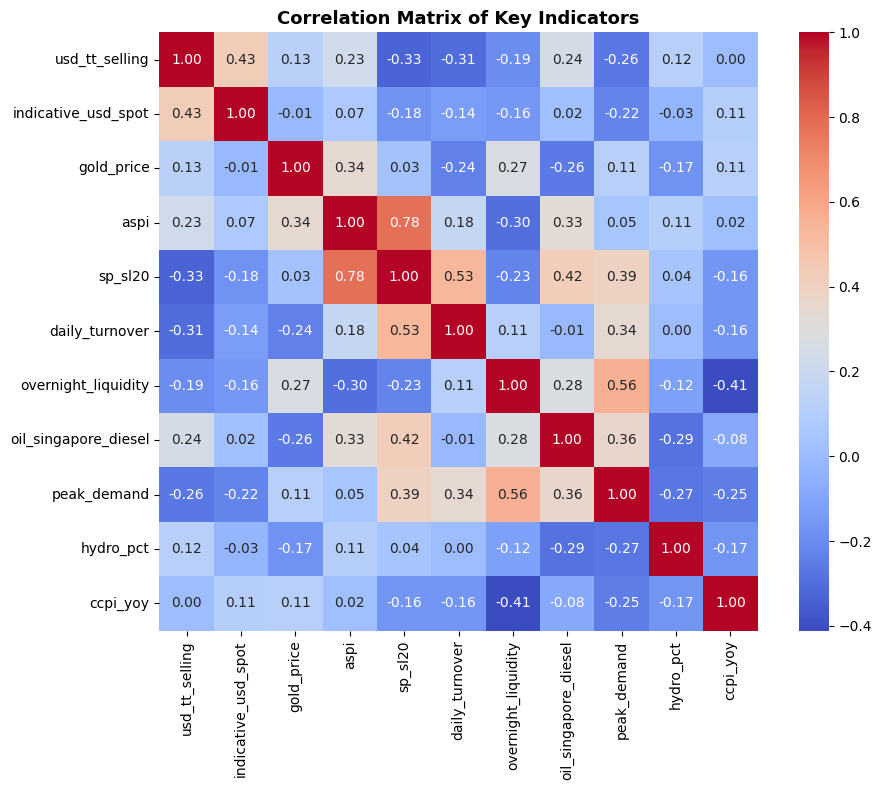 Correlation Matrix of Key Indicators
usd_tt_selling 1.00 0.43 0.13 0.23 -0.33 -0.31 -0.19 0.24 -0.26 0.12 0.00
indicative_usd_spot 0.43 1.00 -0.01 0.07 -0.18 -0.14 -0.16 0.02 -0.22 -0.03 0.11
gold_price 0.13 -0.01 1.00 0.34 0.03 -0.24 0.27 -0.26 0.11 -0.17 0.11
aspi 0.23 0.07 0.34 1.00 0.78 0.18 -0.30 0.33 0.05 0.11 0.02
sp_sl20 -0.33 -0.18 0.03 0.78 1.00 0.53 -0.23 0.42 0.39 0.04 -0.16
daily_turnover -0.31 -0.14 -0.24 0.18 0.53 1.00 0.11 -0.01 0.34 0.00 -0.16
overnight_liquidity -0.19 -0.16 0.27 -0.30 -0.23 0.11 1.00 0.28 0.56 -0.12 -0.41
oil_singapore_diesel 0.24 0.02 -0.26 0.33 0.42 -0.01 0.28 1.00 0.36 -0.29 -0.08
peak_demand -0.26 -0.22 0.11 0.05 0.39 0.34 0.56 0.36 1.00 -0.27 -0.25
hydro_pct 0.12 -0.03 -0.17 0.11 0.04 0.00 -0.12 -0.29 -0.27 1.00 -0.17
ccpi_yoy 0.00 0.11 0.11 0.02 -0.16 -0.16 -0.41 -0.08 -0.25 -0.17 1.00
usd_tt_selling
indicative_usd_spot
gold_price
aspi
sp_sl20
daily_turnover
overnight_liquidity
oil_singapore_diesel
peak_demand
hydro_pct
ccpi_yoy
1.0
0.8
0.6
0.4
0.2
0.0
−0.2
−0.4